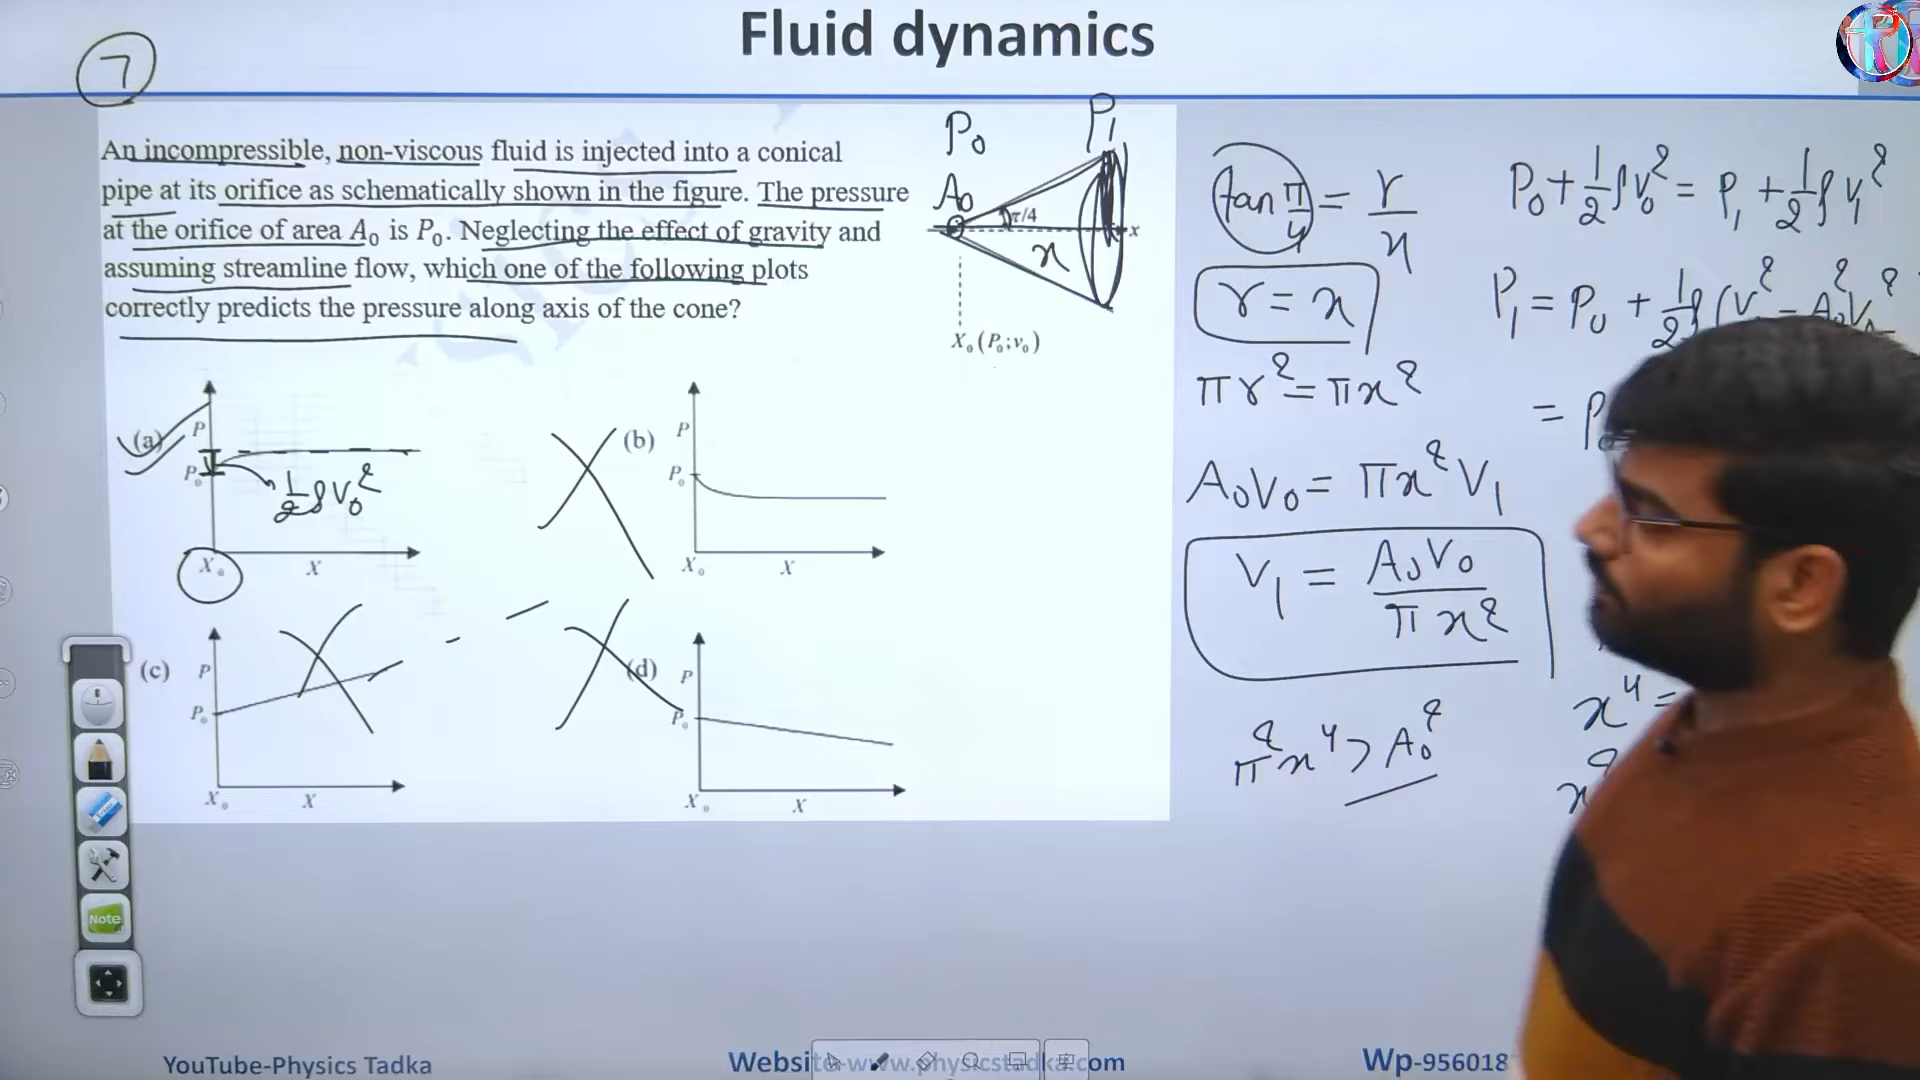 Fluid dynamics
7
An incompressible, non-viscous fluid is injected into a conical
pipe at its orifice as schematically shown in the figure. The pressure
at the orifice of area A₀ is P₀. Neglecting the effect of gravity and
assuming streamline flow, which one of the following plots
correctly predicts the pressure along axis of the cone?
P₀
P₁
A₀
π/4
x
x
X₀ (P₀; v₀)
(a)
P
P₀
½ρV₀²
X₀
X
(b)
P
P₀
X₀
X
(c)
P
P₀
X₀
X
(d)
P
P₀
X₀
X
tan π/4 = r/x
r = x
πr² = πx²
A₀V₀ = πx² V₁
V₁ = A₀V₀/πx²
π²x⁴ > A₀²
P₀ + ½ρv₀² = P₁ + ½ρv₁²
P₁ = P₀ + ½ρ(V
= P₀
x⁴ =
Note
YouTube-Physics Tadka
Website-www.physicstadka.com
Wp-956018